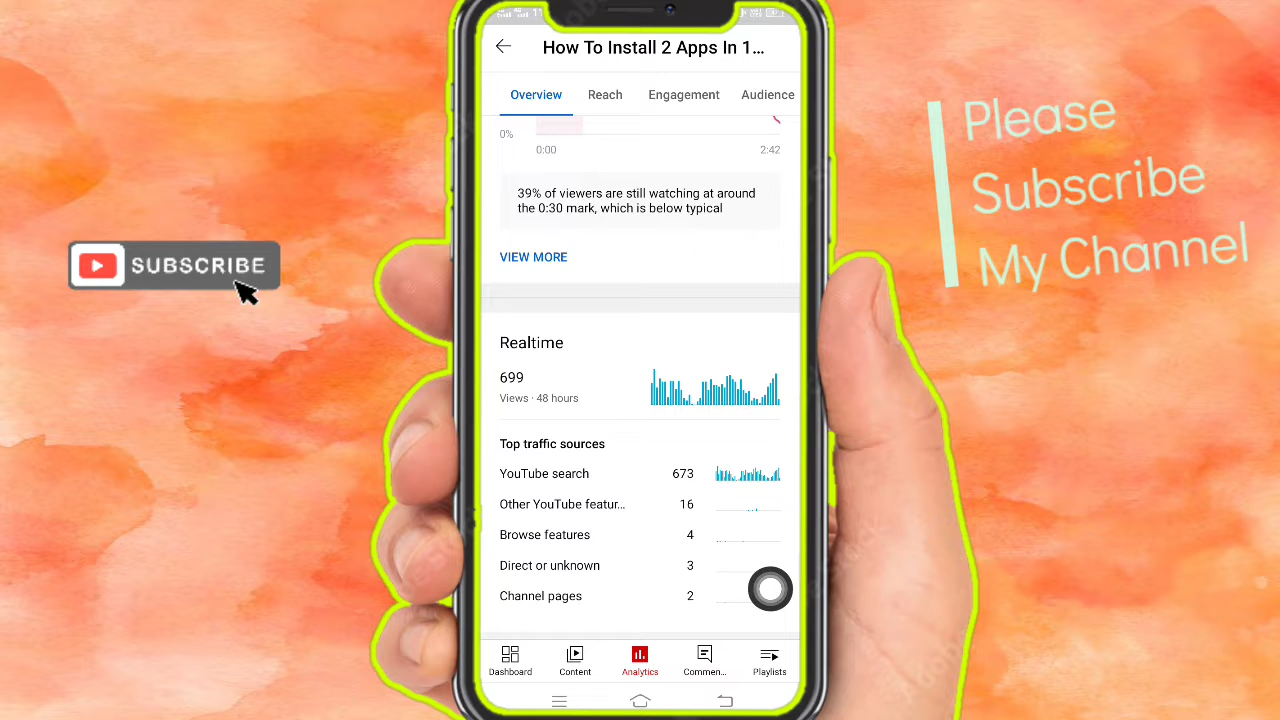 How To Install 2 Apps In 1...
Overview Reach Engagement Audience
0%
0:00 2:42
39% of viewers are still watching at around
the 0:30 mark, which is below typical
VIEW MORE
Realtime
699
Views · 48 hours
Top traffic sources
YouTube search 673
Other YouTube featur... 16
Browse features 4
Direct or unknown 3
Channel pages 2
Dashboard Content Analytics Commen... Playlists
SUBSCRIBE
Please
Subscribe
My Channel